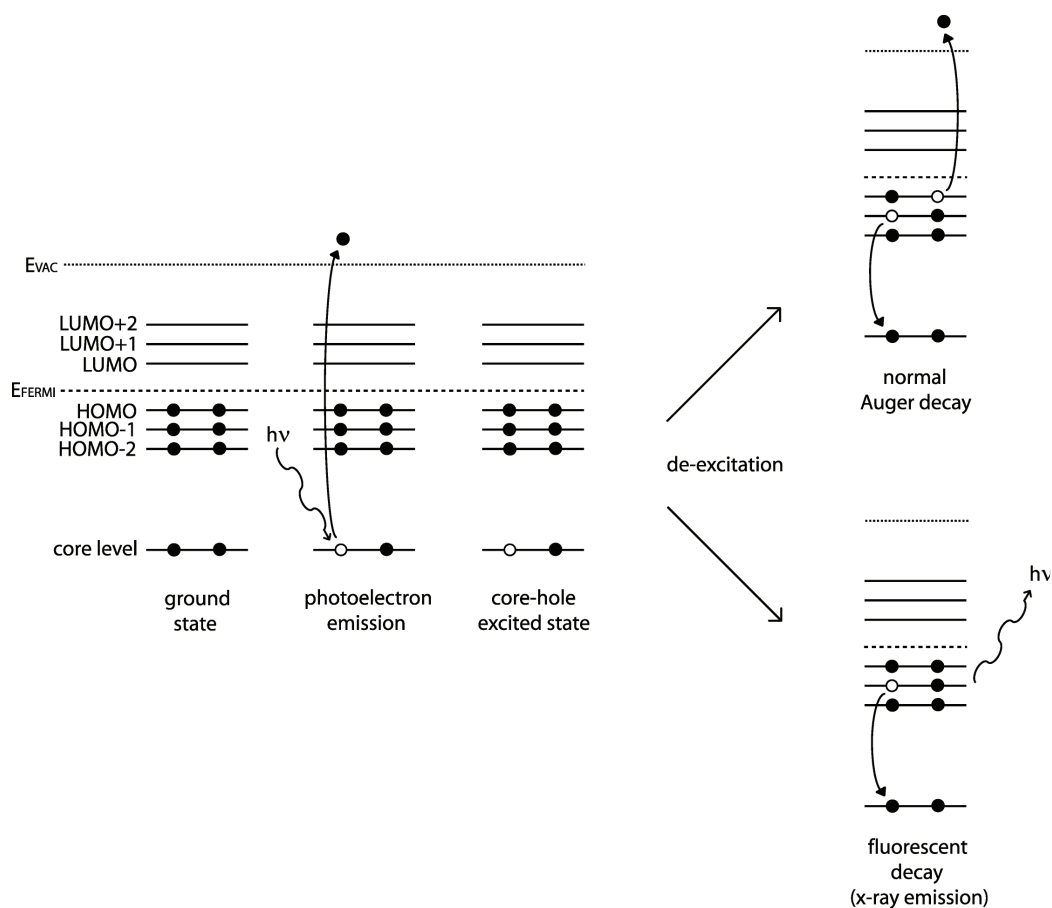 EVAC
LUMO+2
LUMO+1
LUMO
EFERMI
HOMO
HOMO-1
HOMO-2
hν
core level
ground
state
photoelectron
emission
core-hole
excited state
de-excitation
normal
Auger decay
hν
fluorescent
decay
(x-ray emission)